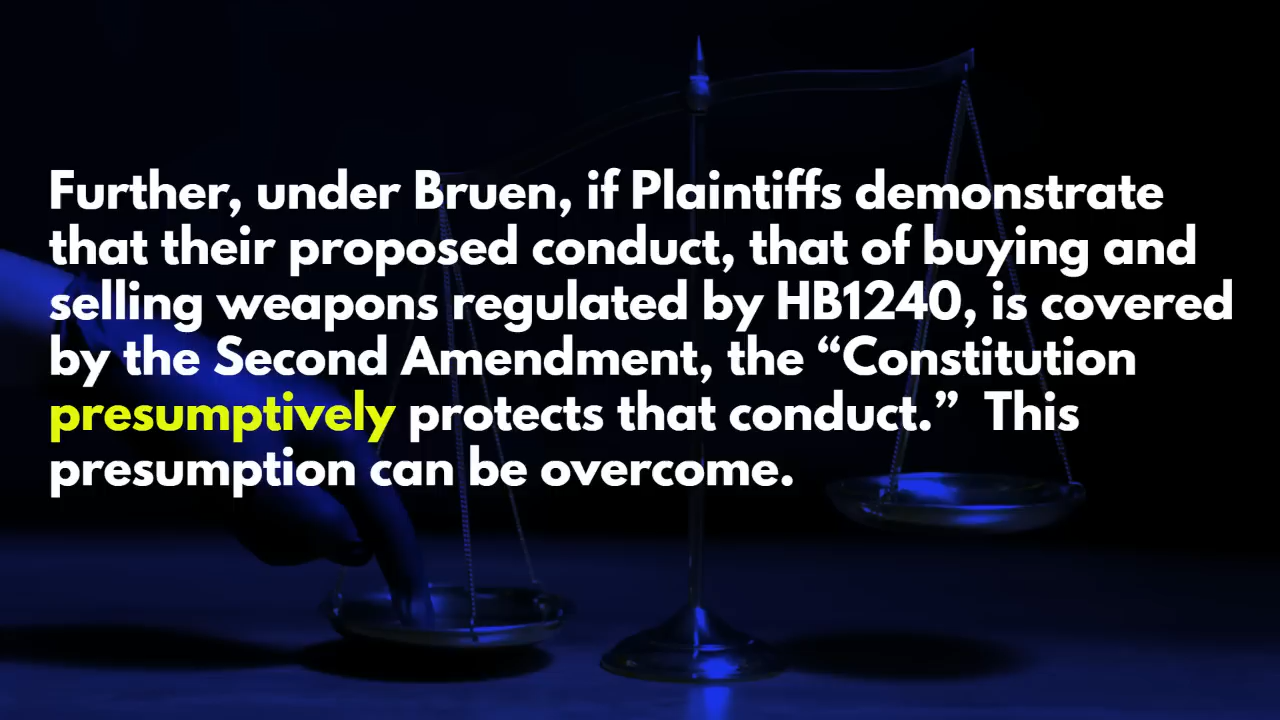 Further, under Bruen, if Plaintiffs demonstrate
that their proposed conduct, that of buying and
selling weapons regulated by HB1240, is covered
by the Second Amendment, the “Constitution
presumptively protects that conduct.”  This
presumption can be overcome.